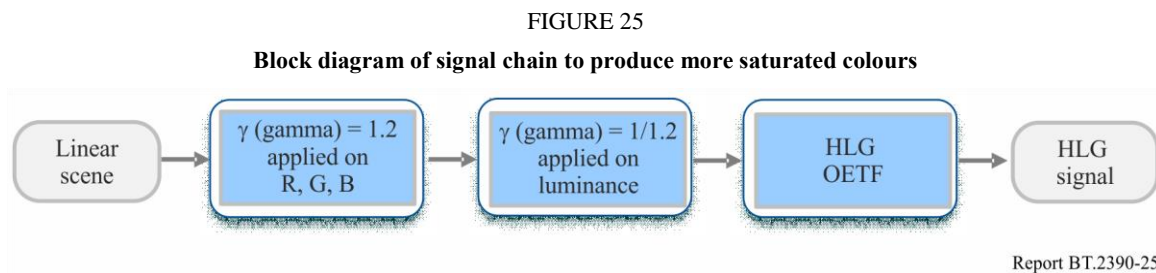 FIGURE 25
Block diagram of signal chain to produce more saturated colours
Linear
scene
γ (gamma) = 1.2
applied on
R, G, B
γ (gamma) = 1/1.2
applied on
luminance
HLG
OETF
HLG
signal
Report BT.2390-25